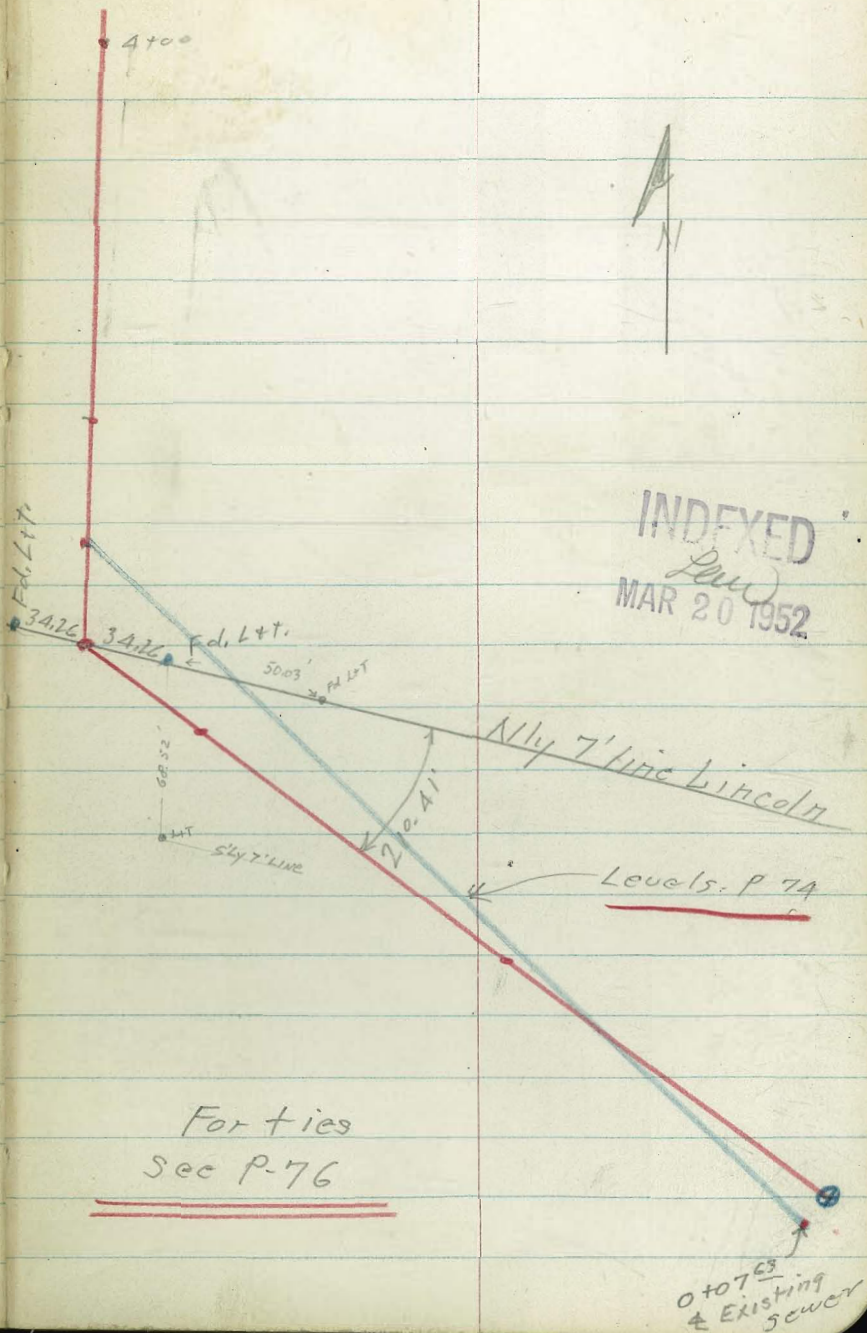 4+00
N
INDEXED
MAR 20 1952
Fd. L+T.
34.26
34.26
Fd. L+T.
50.03'
Fd L+T
68.52'
L+T
S'ly 7' LINE
N'ly 7' line Lincoln
21°.41'
Levels. P 74
For ties
See P-76
0+07 63
Existing
sewer